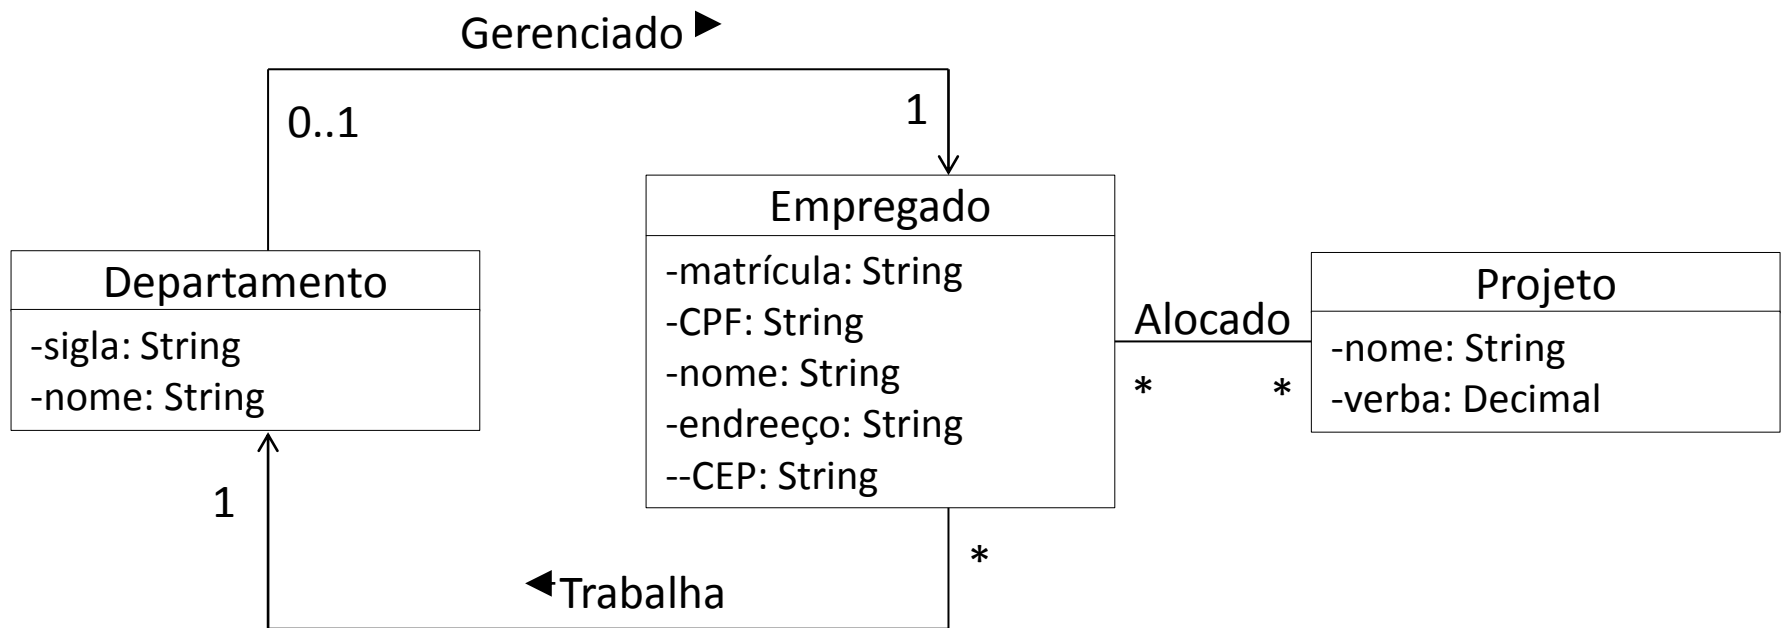 Gerenciado ►
0..1
1
Departamento
-sigla: String
-nome: String
Empregado
-matrícula: String
-CPF: String
-nome: String
-endreeço: String
--CEP: String
Alocado
*
*
Projeto
-nome: String
-verba: Decimal
1
*
◄Trabalha